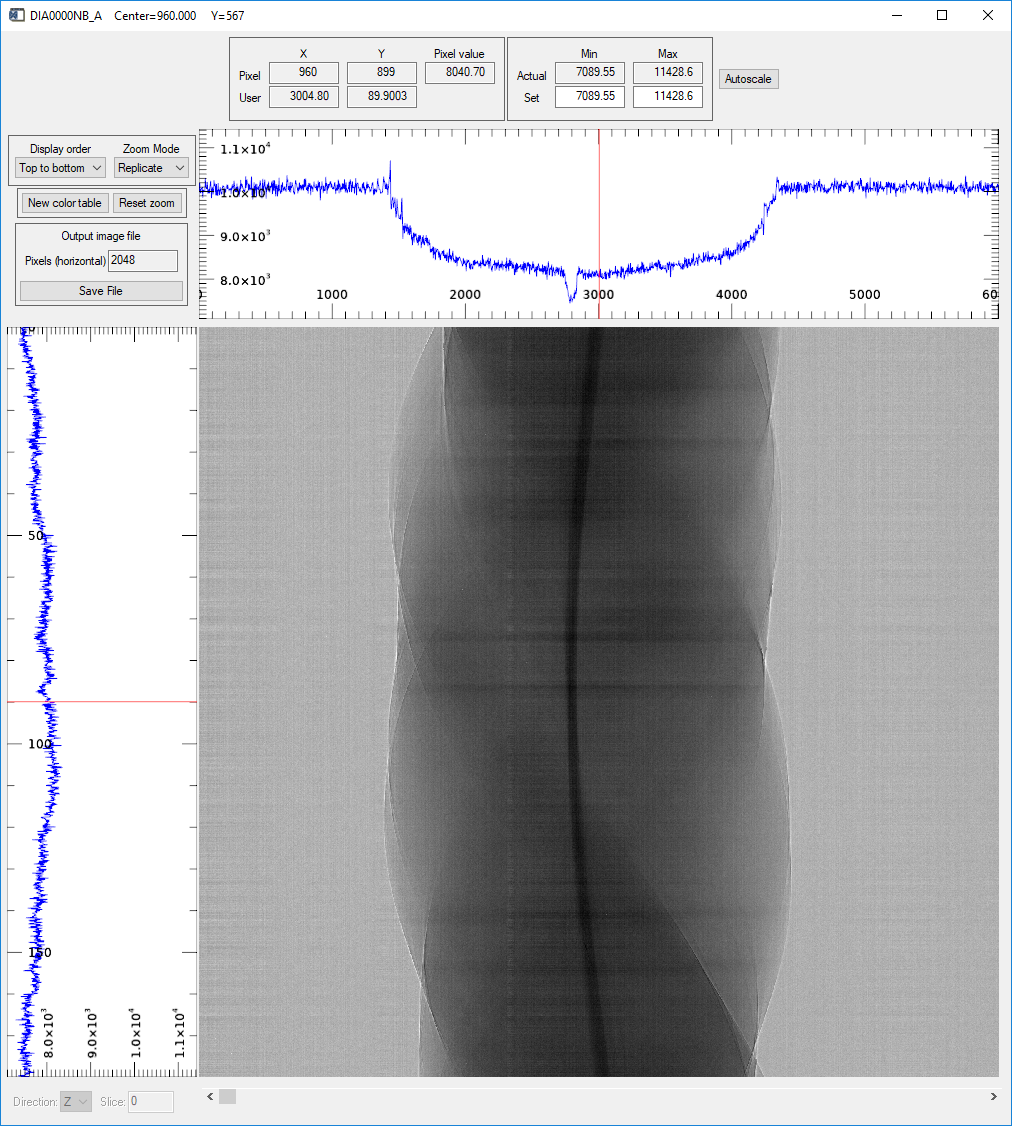 DIA0000NB_A Center=960.000 Y=567
X Y Pixel value Min Max
Pixel 960 899 8040.70 Actual 7089.55 11428.6 Autoscale
User 3004.80 89.9003 Set 7089.55 11428.6
Display order Zoom Mode
Top to bottom Replicate
New color table Reset zoom
Output image file
Pixels (horizontal) 2048
Save File
1.1×10⁴
1.0×10⁴
9.0×10³
8.0×10³
0 1000 2000 3000 4000 5000 60
0
50
100
150
8.0×10³ 9.0×10³ 1.0×10⁴ 1.1×10⁴
Direction: Z Slice: 0